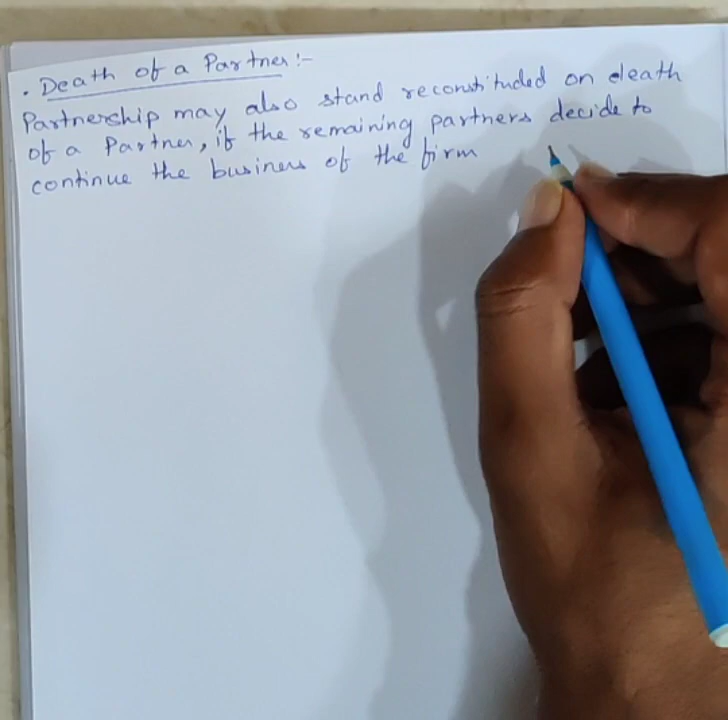 . Death of a Partner :-
Partnership may also stand reconstituded on death
of a Partner, if the remaining partners decide to
continue the business of the firm